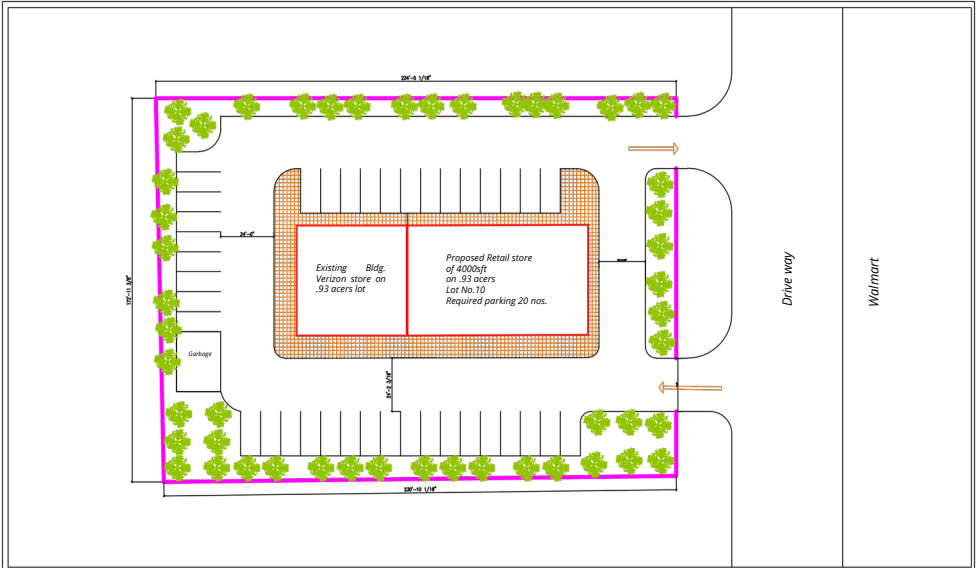 234'-5 1/16"
24'-0"
172'-11 3/8"
Existing Bldg.
Verizon store on
.93 acers lot
Proposed Retail store
of 4000sft
on .93 acers
Lot No.10
Required parking 20 nos.
Drive way
Walmart
Garbage
24'-2 3/16"
230'-10 1/16"